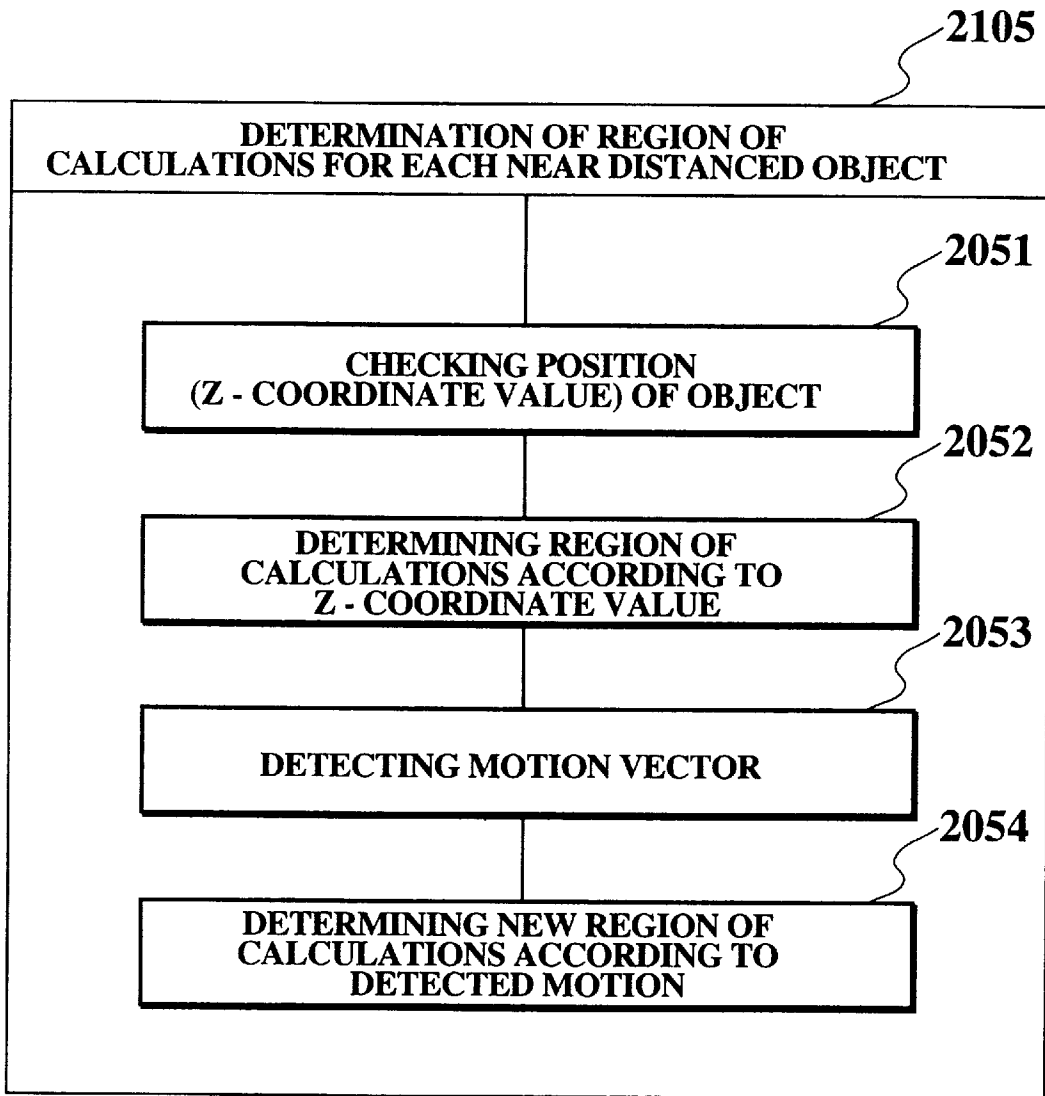 2105
DETERMINATION OF REGION OF
CALCULATIONS FOR EACH NEAR DISTANCED OBJECT
2051
CHECKING POSITION
(Z - COORDINATE VALUE) OF OBJECT
2052
DETERMINING REGION OF
CALCULATIONS ACCORDING TO
Z - COORDINATE VALUE
2053
DETECTING MOTION VECTOR
2054
DETERMINING NEW REGION OF
CALCULATIONS ACCORDING TO
DETECTED MOTION